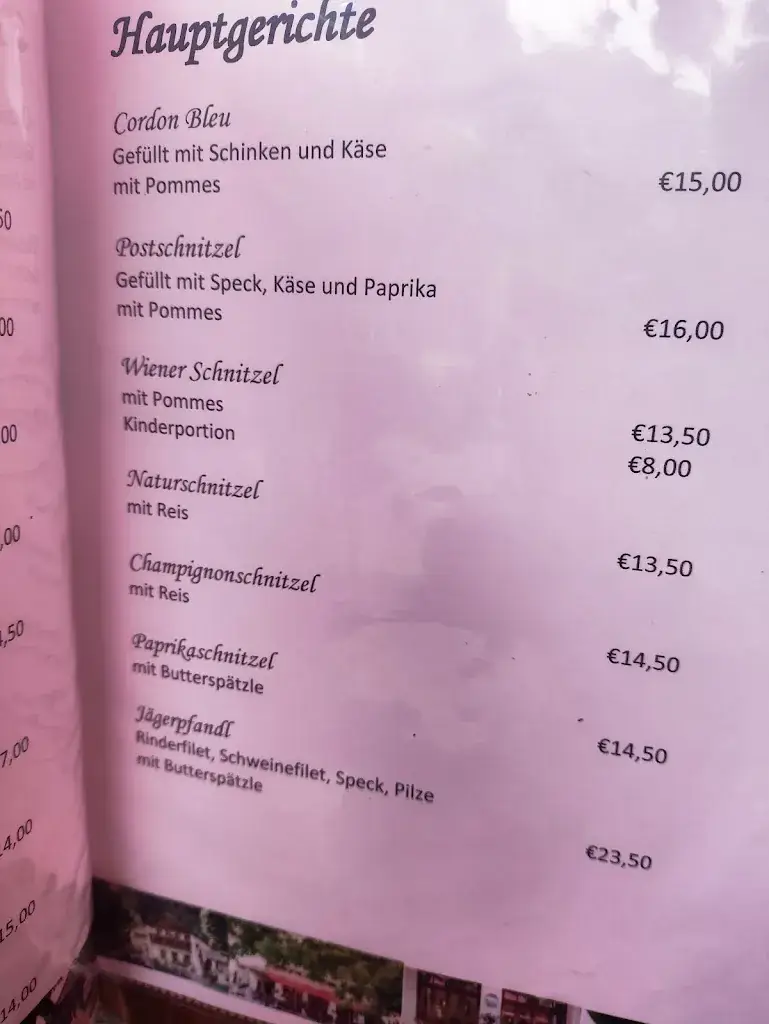 Hauptgerichte
Cordon Bleu
Gefüllt mit Schinken und Käse
mit Pommes
€15,00
Postschnitzel
Gefüllt mit Speck, Käse und Paprika
mit Pommes
€16,00
Wiener Schnitzel
mit Pommes
€13,50
Kinderportion
€8,00
Naturschnitzel
mit Reis
€13,50
Champignonschnitzel
mit Reis
€14,50
Paprikaschnitzel
mit Butterspätzle
€14,50
Jägerpfandl
Rinderfilet, Schweinefilet, Speck, Pilze
mit Butterspätzle
€23,50